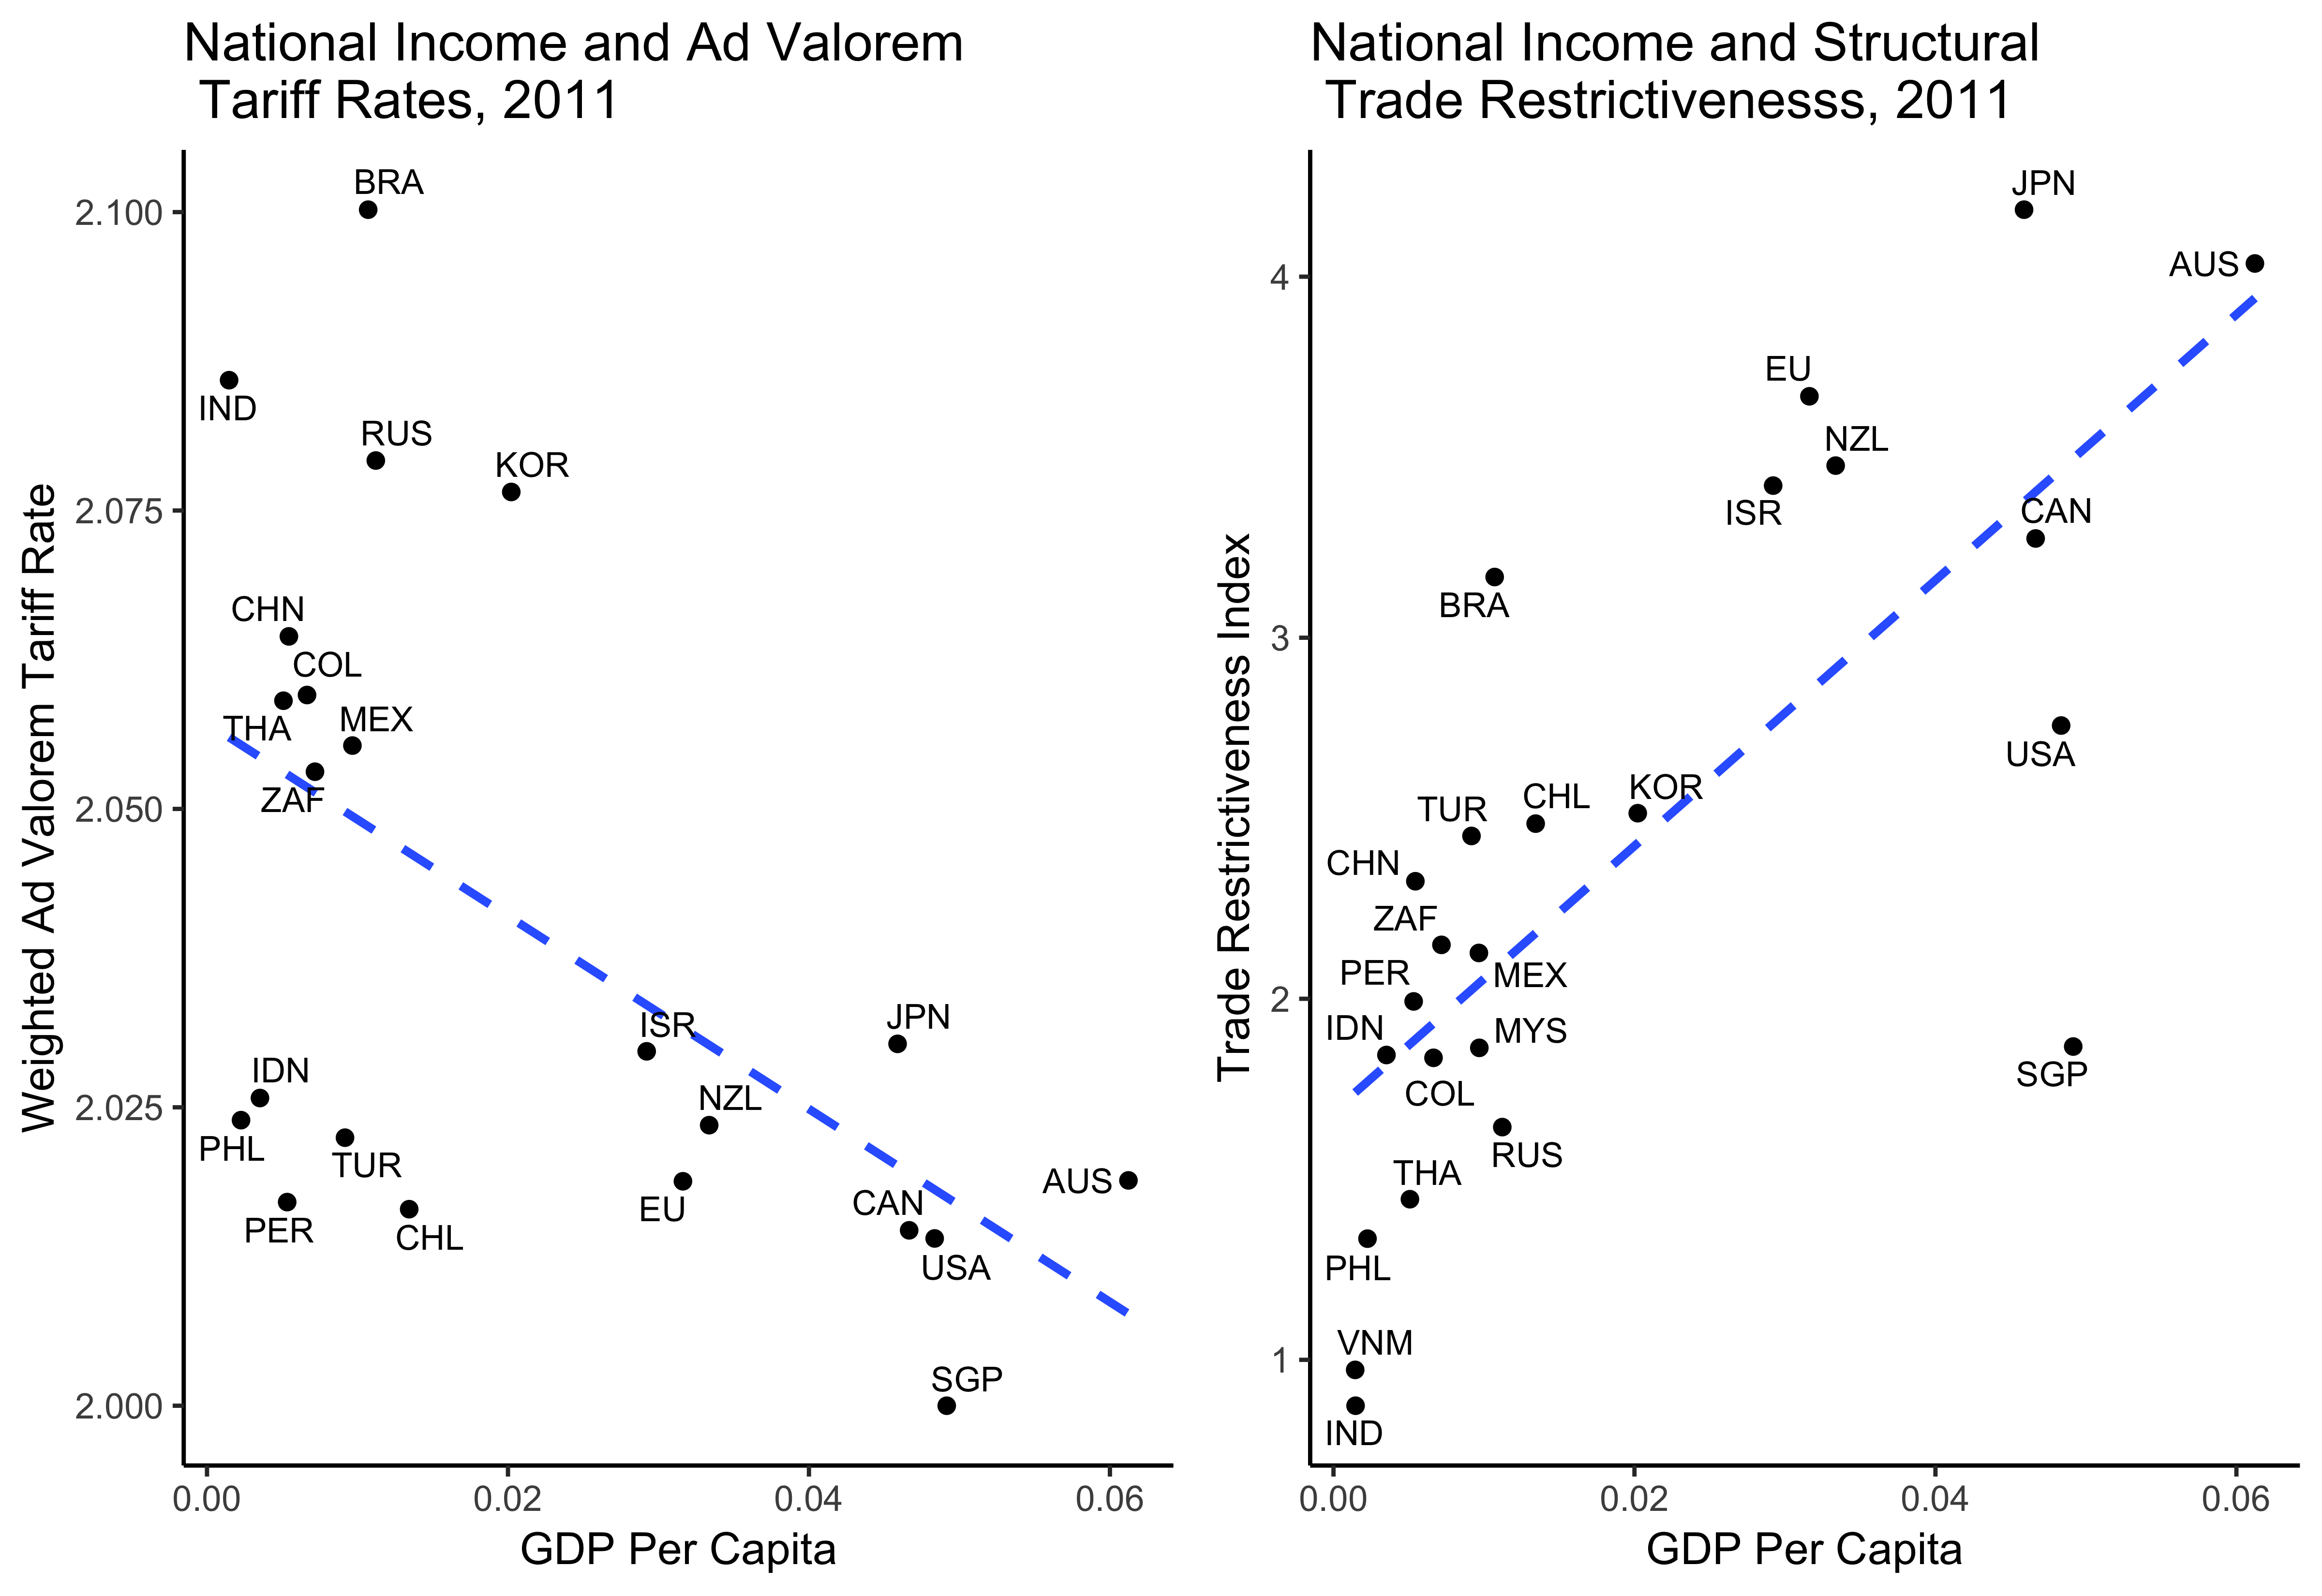 National Income and Ad Valorem
Tariff Rates, 2011
Weighted Ad Valorem Tariff Rate
2.100
2.075
2.050
2.025
2.000
BRA
IND
RUS
KOR
CHN
COL
THA
MEX
ZAF
ISR
JPN
IDN
NZL
PHL
TUR
AUS
PER
EU
CAN
CHL
USA
SGP
0.00
0.02
0.04
0.06
GDP Per Capita
National Income and Structural
Trade Restrictivenesss, 2011
Trade Restrictiveness Index
4
3
2
1
JPN
AUS
EU
NZL
ISR
CAN
BRA
USA
TUR
CHL
KOR
CHN
ZAF
PER
MEX
IDN
MYS
SGP
COL
RUS
THA
PHL
VNM
IND
0.00
0.02
0.04
0.06
GDP Per Capita